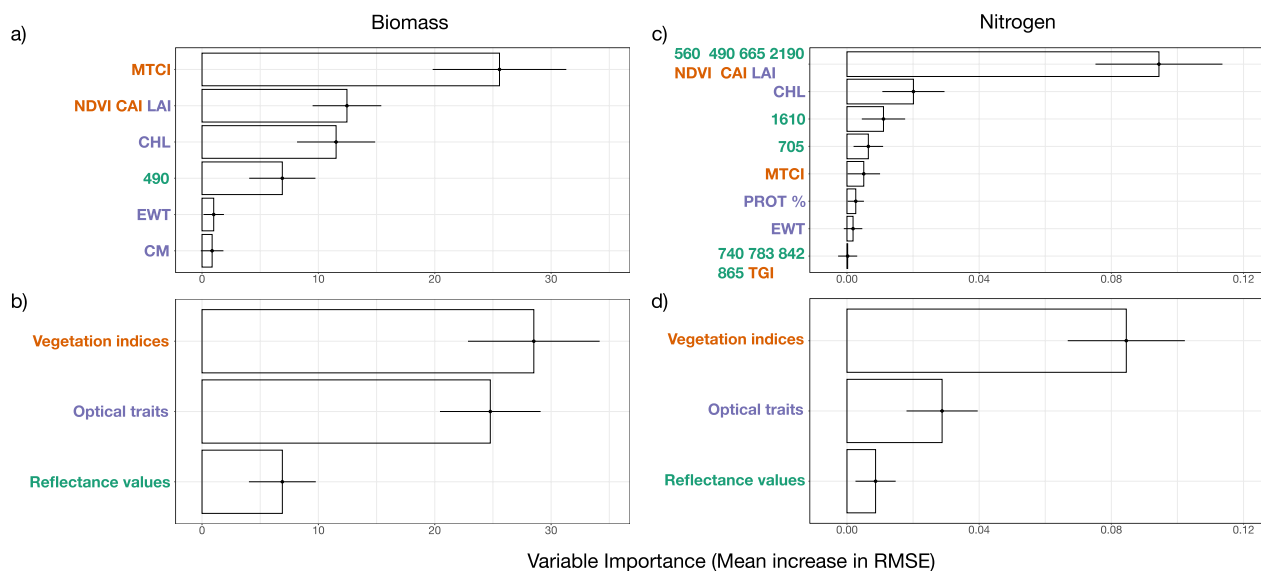 Biomass
Nitrogen
a)
MTCI
NDVI CAI LAI
CHL
490
EWT
CM
0
10
20
30
c)
560 490 665 2190
NDVI CAI LAI
CHL
1610
705
MTCI
PROT %
EWT
740 783 842
865 TGI
0.00
0.04
0.08
0.12
b)
Vegetation indices
Optical traits
Reflectance values
0
10
20
30
d)
Vegetation indices
Optical traits
Reflectance values
0.00
0.04
0.08
0.12
Variable Importance (Mean increase in RMSE)